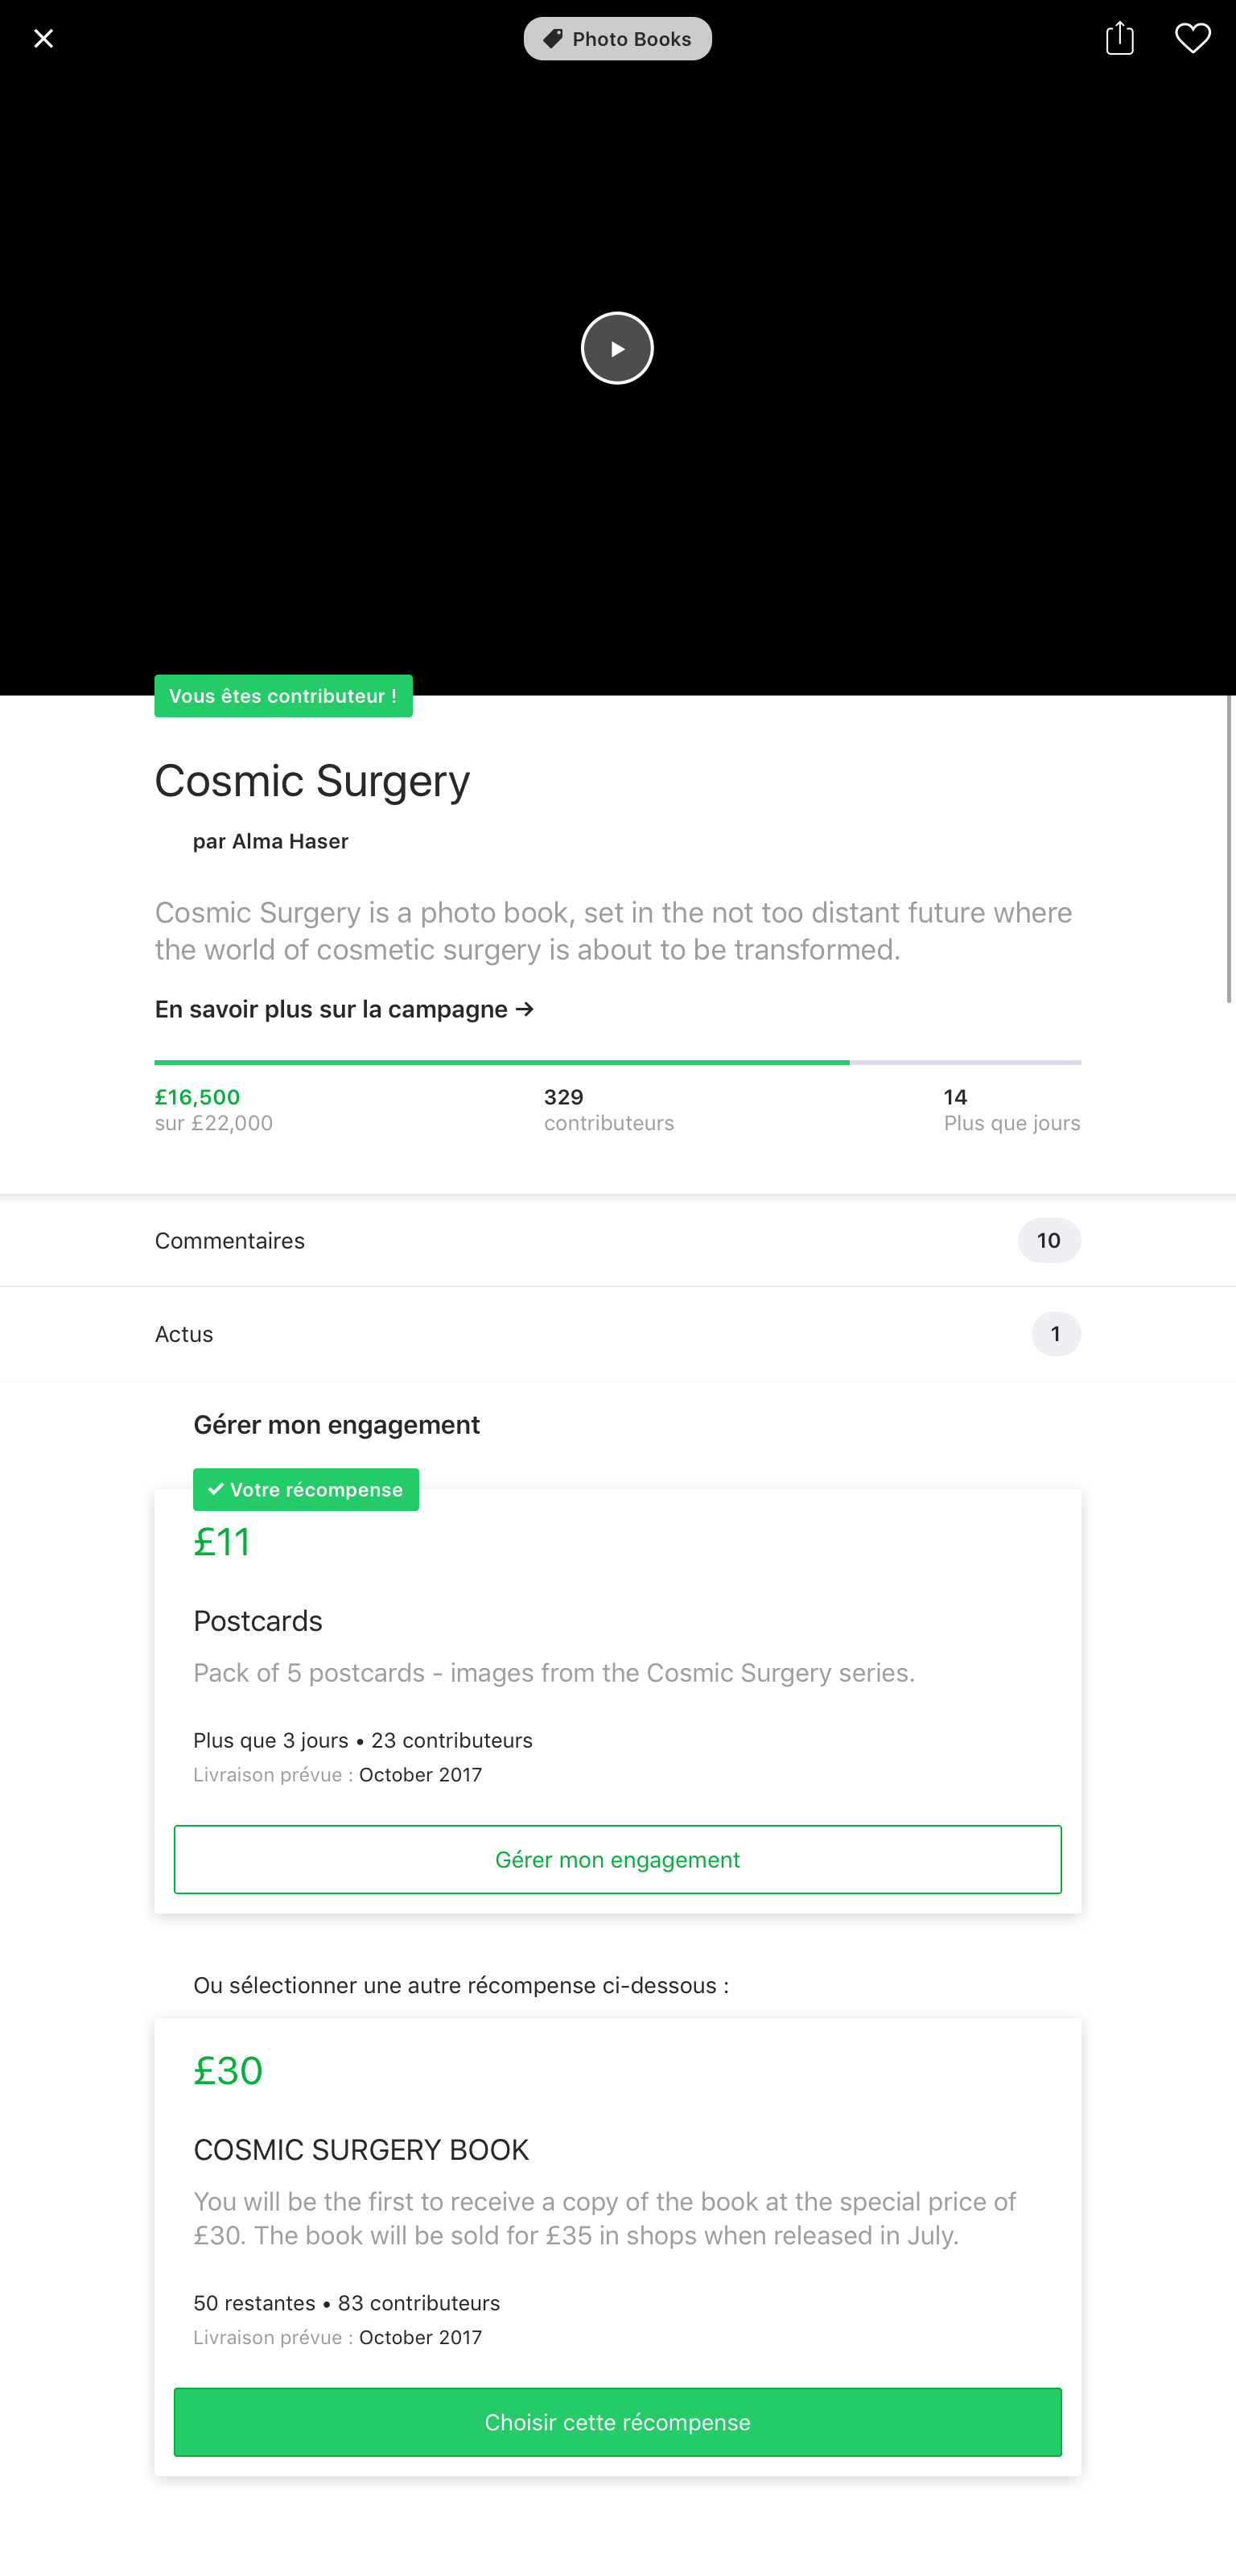 Photo Books
Vous êtes contributeur !
Cosmic Surgery
par Alma Haser
Cosmic Surgery is a photo book, set in the not too distant future where
the world of cosmetic surgery is about to be transformed.
En savoir plus sur la campagne →
£16,500
sur £22,000
329
contributeurs
14
Plus que jours
Commentaires
10
Actus
1
Gérer mon engagement
✓ Votre récompense
£11
Postcards
Pack of 5 postcards - images from the Cosmic Surgery series.
Plus que 3 jours • 23 contributeurs
Livraison prévue : October 2017
Gérer mon engagement
Ou sélectionner une autre récompense ci-dessous :
£30
COSMIC SURGERY BOOK
You will be the first to receive a copy of the book at the special price of
£30. The book will be sold for £35 in shops when released in July.
50 restantes • 83 contributeurs
Livraison prévue : October 2017
Choisir cette récompense